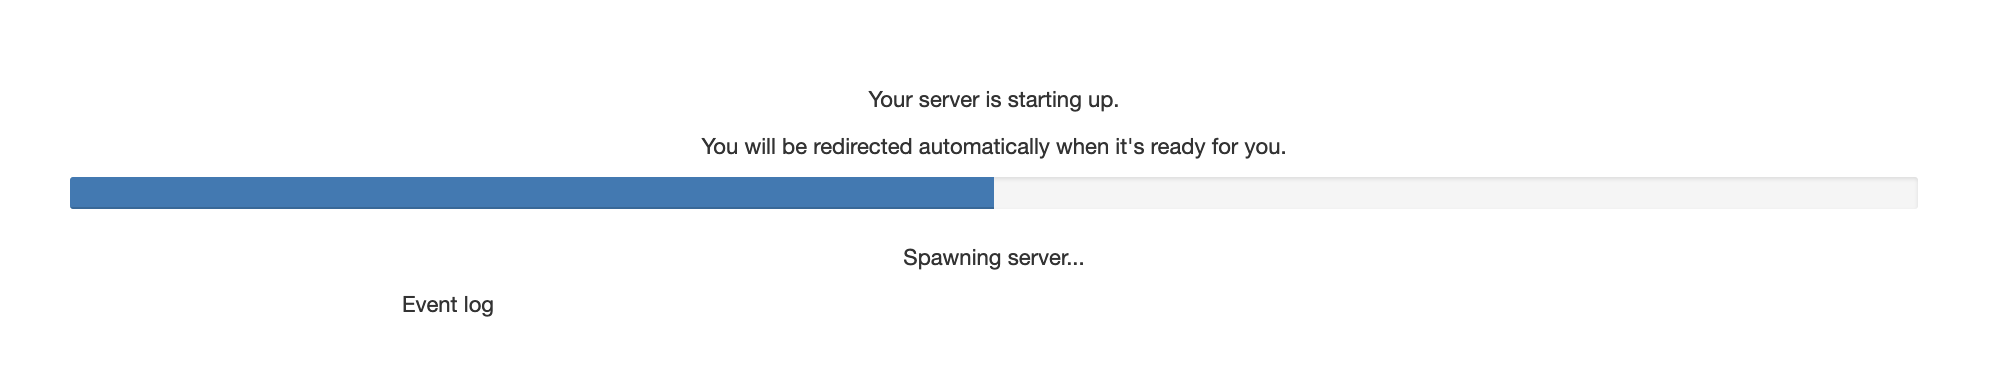 Your server is starting up.
You will be redirected automatically when it's ready for you.
Spawning server...
Event log